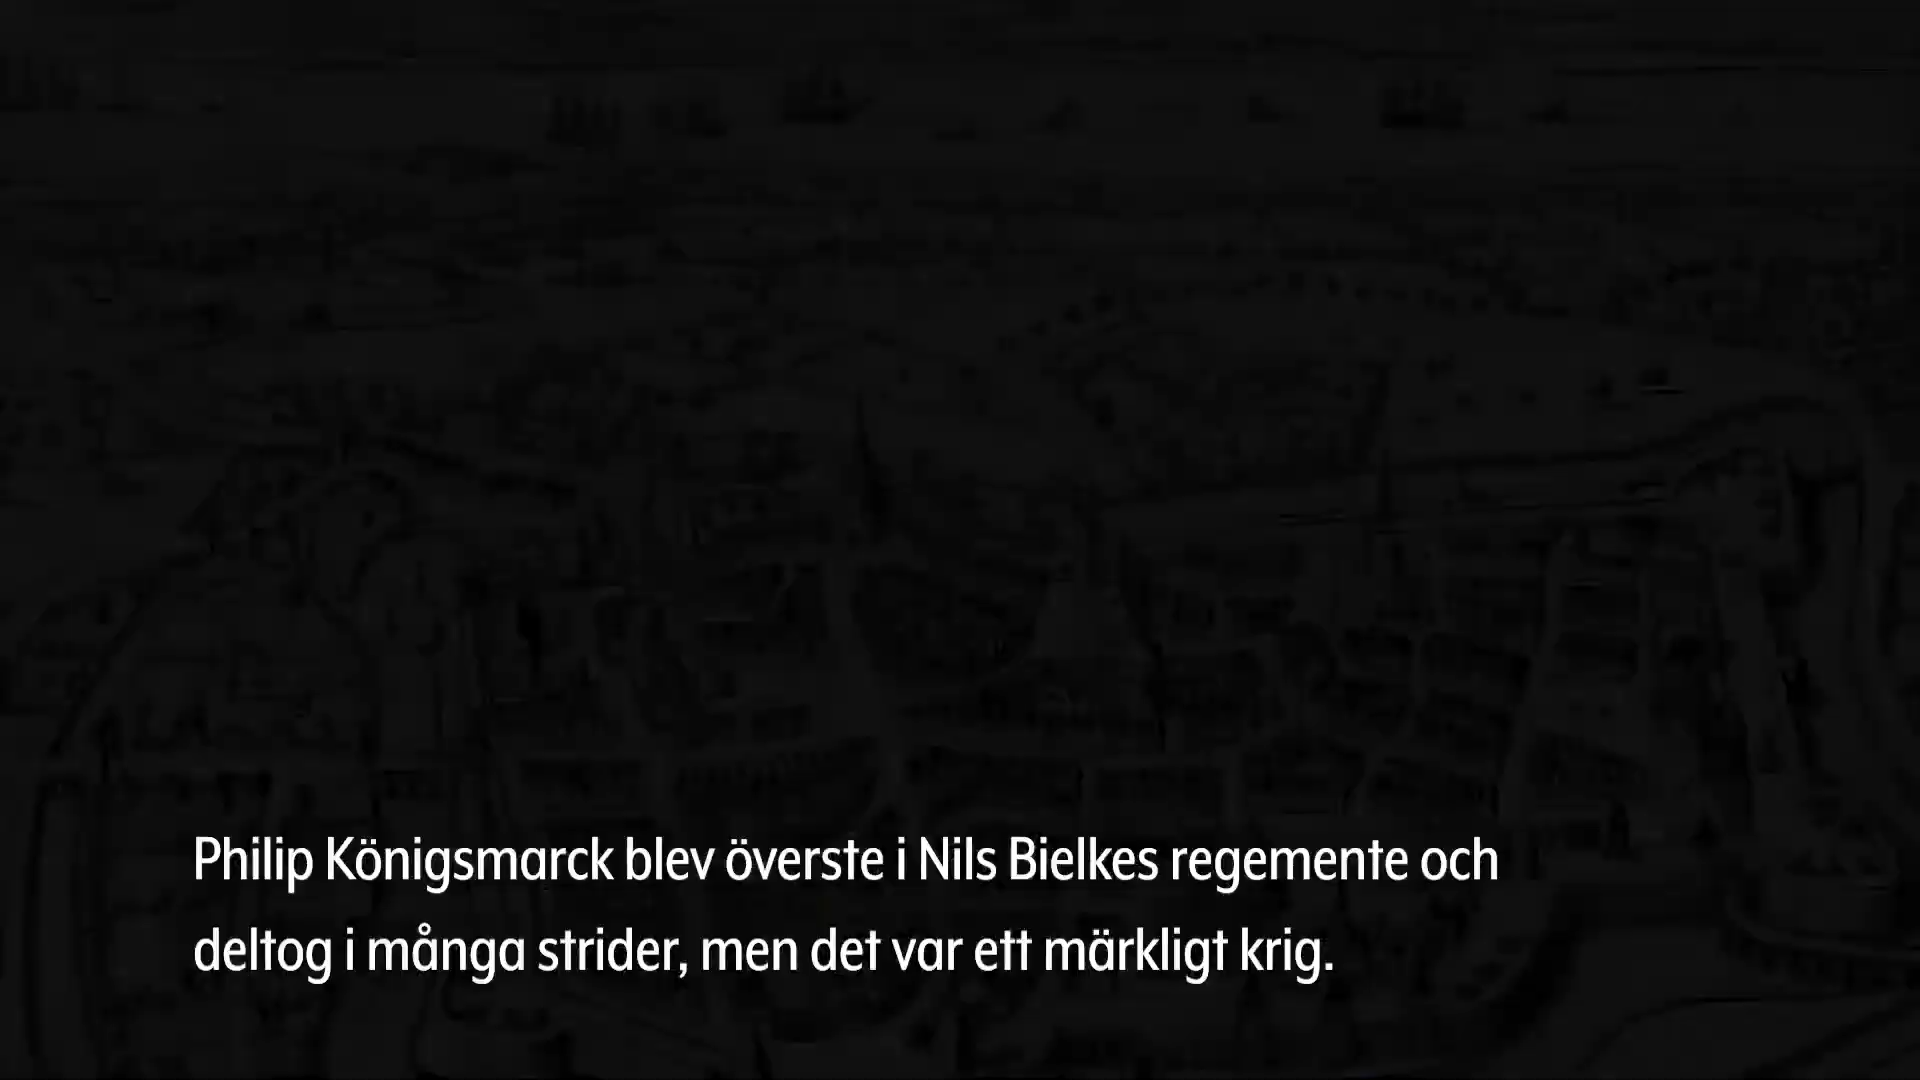 Philip Königsmarck blev överste i Nils Bielkes regemente och
deltog i många strider, men det var ett märkligt krig.